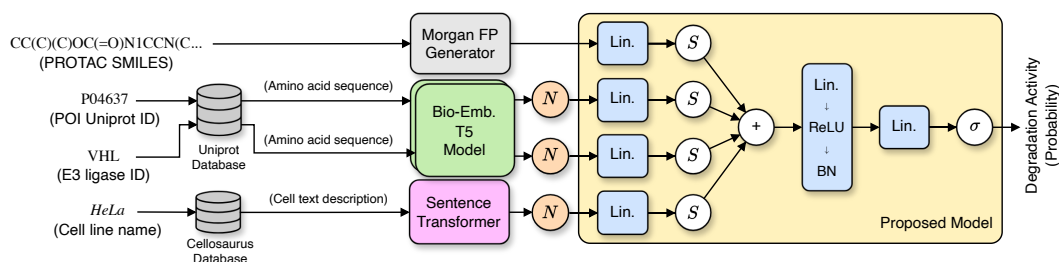 CC(C)(C)OC(=O)N1CCN(C...
(PROTAC SMILES)
Morgan FP
Generator
Lin.
S
P04637
(POI Uniprot ID)
(Amino acid sequence)
Uniprot
Database
VHL
(E3 ligase ID)
(Amino acid sequence)
Bio-Emb.
T5
Model
N
Lin.
S
N
Lin.
S
HeLa
(Cell line name)
Cellosaurus
Database
(Cell text description)
Sentence
Transformer
N
Lin.
S
+
Lin.
↓
ReLU
↓
BN
Lin.
σ
Proposed Model
Degradation Activity
(Probability)